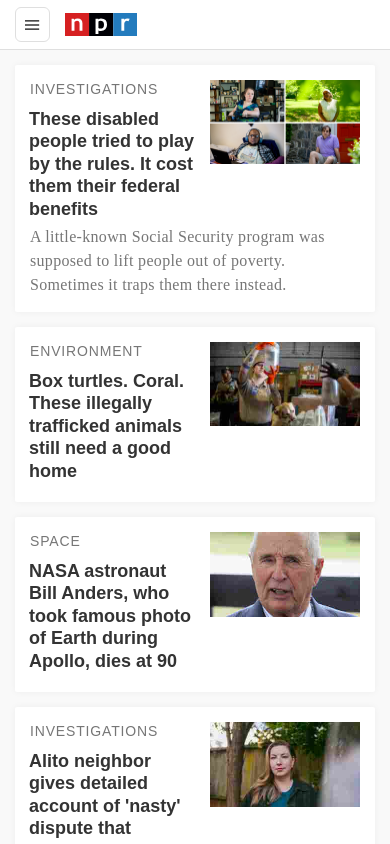 npr
INVESTIGATIONS
These disabled
people tried to play
by the rules. It cost
them their federal
benefits
A little-known Social Security program was
supposed to lift people out of poverty.
Sometimes it traps them there instead.
ENVIRONMENT
Box turtles. Coral.
These illegally
trafficked animals
still need a good
home
SPACE
NASA astronaut
Bill Anders, who
took famous photo
of Earth during
Apollo, dies at 90
INVESTIGATIONS
Alito neighbor
gives detailed
account of 'nasty'
dispute that